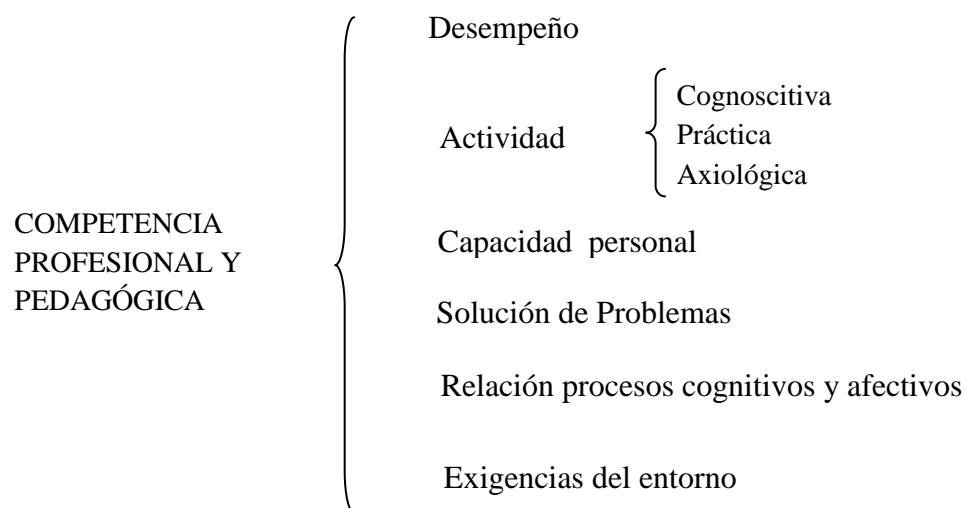 Desempeño
Actividad
Cognoscitiva
Práctica
Axiológica
COMPETENCIA
PROFESIONAL Y
PEDAGÓGICA
Capacidad personal
Solución de Problemas
Relación procesos cognitivos y afectivos
Exigencias del entorno